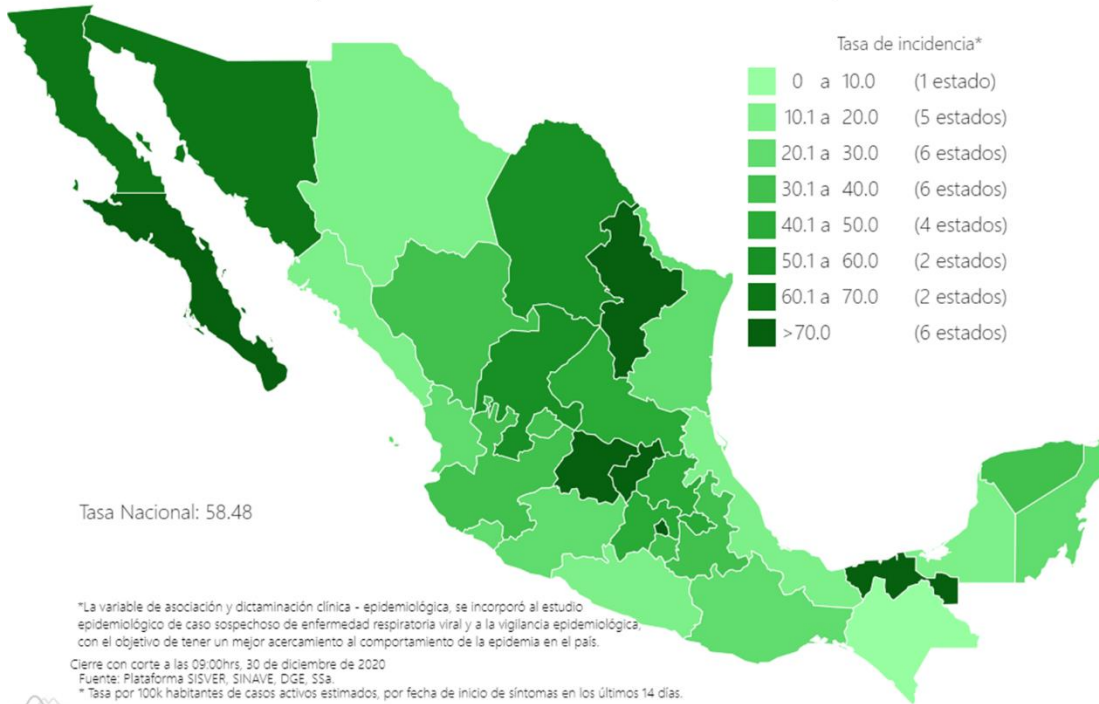 Tasa de incidencia*
0 a 10.0 (1 estado)
10.1 a 20.0 (5 estados)
20.1 a 30.0 (6 estados)
30.1 a 40.0 (6 estados)
40.1 a 50.0 (4 estados)
50.1 a 60.0 (2 estados)
60.1 a 70.0 (2 estados)
>70.0 (6 estados)
Tasa Nacional: 58.48
*La variable de asociación y dictaminación clínica - epidemiológica, se incorporó al estudio
epidemiológico de caso sospechoso de enfermedad respiratoria viral y a la vigilancia epidemiológica,
con el objetivo de tener un mejor acercamiento al comportamiento de la epidemia en el país.
Cierre con corte a las 09:00hrs, 30 de diciembre de 2020
Fuente: Plataforma SISVER, SINAVE, DGE, SSa.
* Tasa por 100k habitantes de casos activos estimados, por fecha de inicio de síntomas en los últimos 14 días.